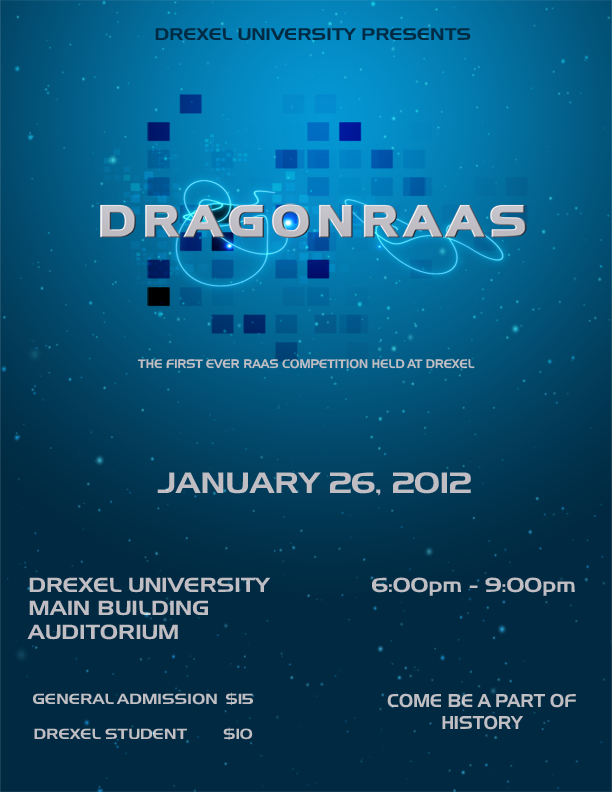 DREXEL UNIVERSITY PRESENTS
DRAGONRAAS
THE FIRST EVER RAAS COMPETITION HELD AT DREXEL
JANUARY 26, 2012
DREXEL UNIVERSITY
MAIN BUILDING
AUDITORIUM
6:00pm - 9:00pm
GENERAL ADMISSION $15
DREXEL STUDENT $10
COME BE A PART OF
HISTORY